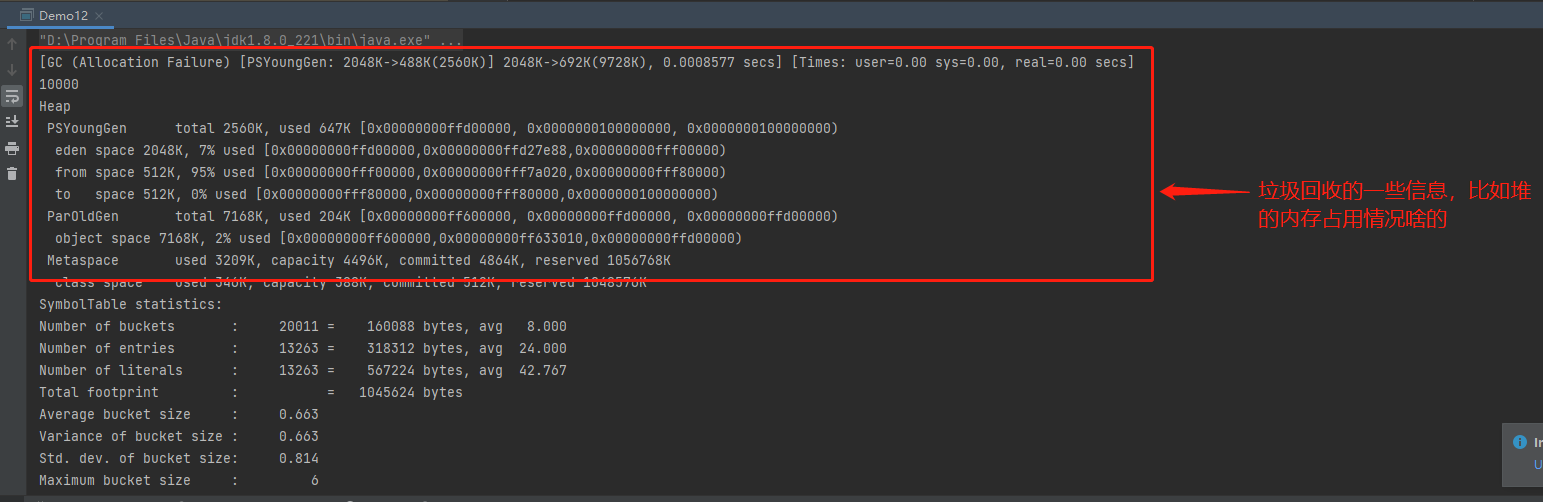 Demo12
"D:\Program Files\Java\jdk1.8.0_221\bin\java.exe" ...
[GC (Allocation Failure) [PSYoungGen: 2048K->488K(2560K)] 2048K->692K(9728K), 0.0008577 secs] [Times: user=0.00 sys=0.00, real=0.00 secs]
10000
Heap
PSYoungGen total 2560K, used 647K [0x00000000ffd00000, 0x0000000100000000, 0x0000000100000000)
eden space 2048K, 7% used [0x00000000ffd00000,0x00000000ffd27e88,0x00000000fff00000)
from space 512K, 95% used [0x00000000fff00000,0x00000000fff7a020,0x00000000fff80000)
to space 512K, 0% used [0x00000000fff80000,0x00000000fff80000,0x0000000100000000)
ParOldGen total 7168K, used 204K [0x00000000ff600000, 0x00000000ffd00000, 0x00000000ffd00000)
object space 7168K, 2% used [0x00000000ff600000,0x00000000ff633010,0x00000000ffd00000)
Metaspace used 3209K, capacity 4496K, committed 4864K, reserved 1056768K
class space used 346K, capacity 388K, committed 512K, reserved 1048576K
垃圾回收的一些信息，比如堆
的内存占用情况啥的
SymbolTable statistics:
Number of buckets : 20011 = 160088 bytes, avg 8.000
Number of entries : 13263 = 318312 bytes, avg 24.000
Number of literals : 13263 = 567224 bytes, avg 42.767
Total footprint : = 1045624 bytes
Average bucket size : 0.663
Variance of bucket size : 0.663
Std. dev. of bucket size: 0.814
Maximum bucket size : 6